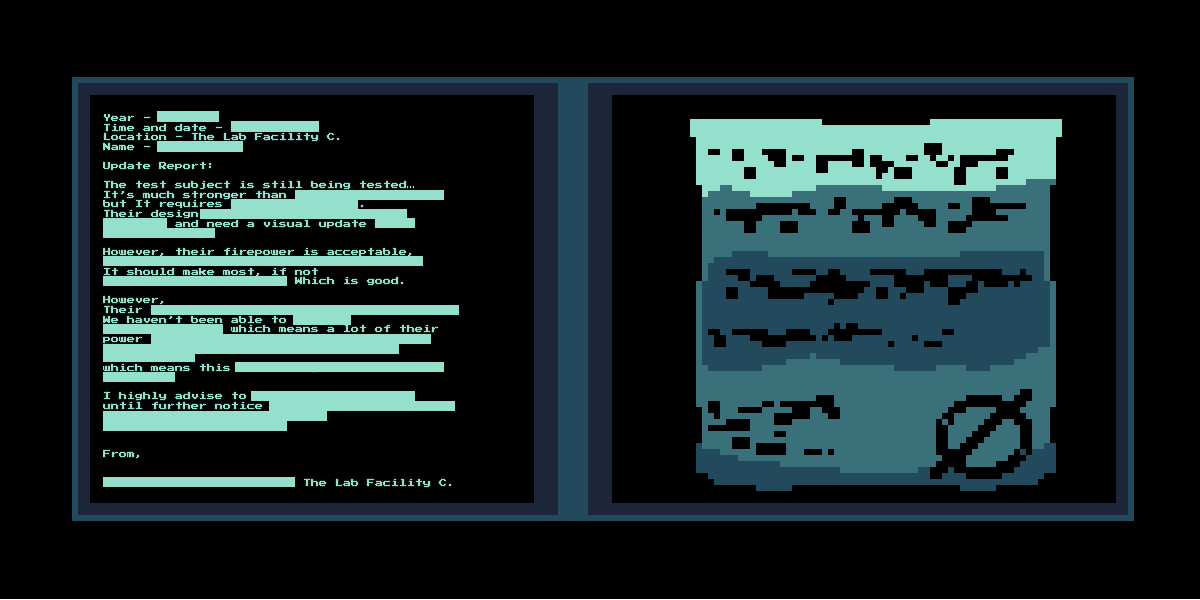 Year -
Time and date -
Location - The Lab Facility C.
Name -
Update Report:
The test subject is still being tested…
It's much stronger than
but It requires .
Their design
and need a visual update
However, their firepower is acceptable,
It should make most, if not
Which is good.
However,
Their
We haven't been able to
which means a lot of their
power
which means this
I highly advise to
until further notice
From,
The Lab Facility C.